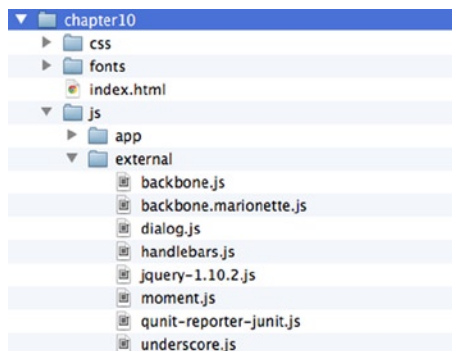 chapter10
css
fonts
index.html
js
app
external
backbone.js
backbone.marionette.js
dialog.js
handlebars.js
jquery-1.10.2.js
moment.js
qunit-reporter-junit.js
underscore.js